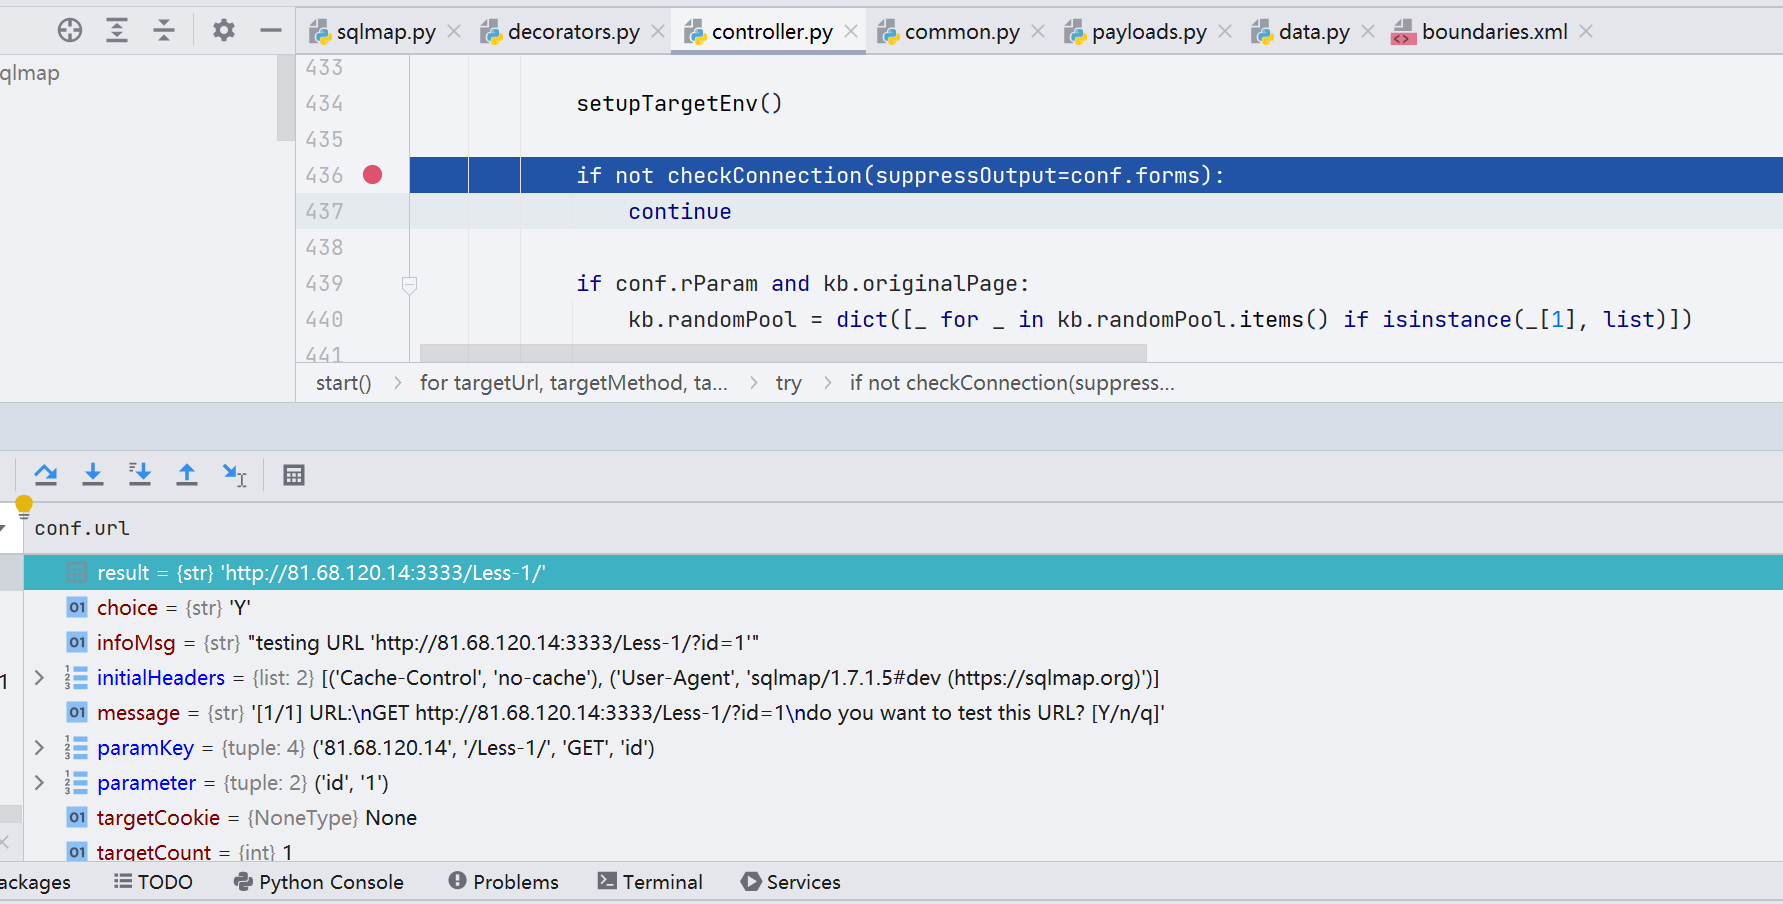 sqlmap.py decorators.py controller.py common.py payloads.py data.py boundaries.xml
qlmap
433
434 setupTargetEnv()
435
436 if not checkConnection(suppressOutput=conf.forms):
437 continue
438
439 if conf.rParam and kb.originalPage:
440 kb.randomPool = dict([_ for _ in kb.randomPool.items() if isinstance(_[1], list)])
441
start() for targetUrl, targetMethod, ta... try if not checkConnection(suppress...
conf.url
result = {str} 'http://81.68.120.14:3333/Less-1/'
01 choice = {str} 'Y'
01 infoMsg = {str} "testing URL 'http://81.68.120.14:3333/Less-1/?id=1'"
1 initialHeaders = {list: 2} [('Cache-Control', 'no-cache'), ('User-Agent', 'sqlmap/1.7.1.5#dev (https://sqlmap.org)')]
01 message = {str} '[1/1] URL:\nGET http://81.68.120.14:3333/Less-1/?id=1\ndo you want to test this URL? [Y/n/q]'
paramKey = {tuple: 4} ('81.68.120.14', '/Less-1/', 'GET', 'id')
parameter = {tuple: 2} ('id', '1')
01 targetCookie = {NoneType} None
01 targetCount = {int} 1
ackages TODO Python Console Problems Terminal Services